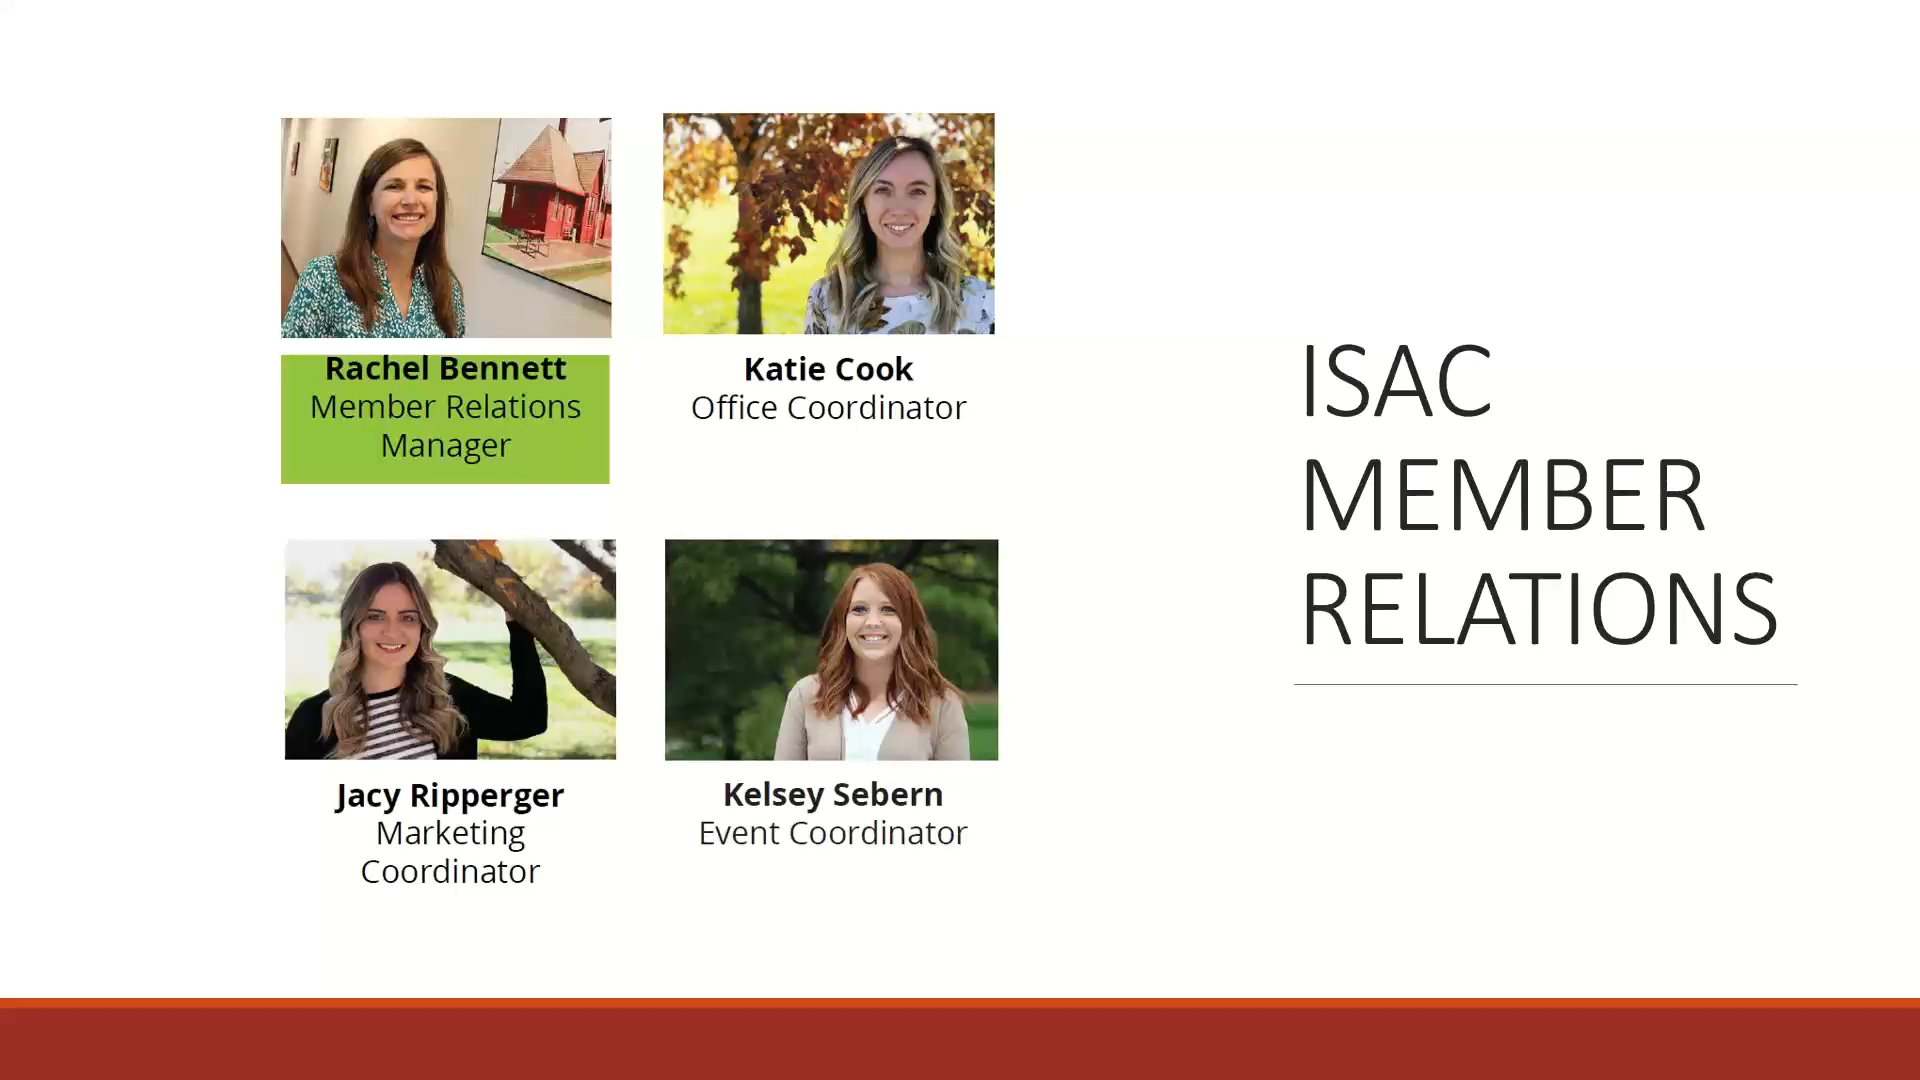 Rachel Bennett
Member Relations
Manager
Katie Cook
Office Coordinator
Jacy Ripperger
Marketing
Coordinator
Kelsey Sebern
Event Coordinator
ISAC
MEMBER
RELATIONS